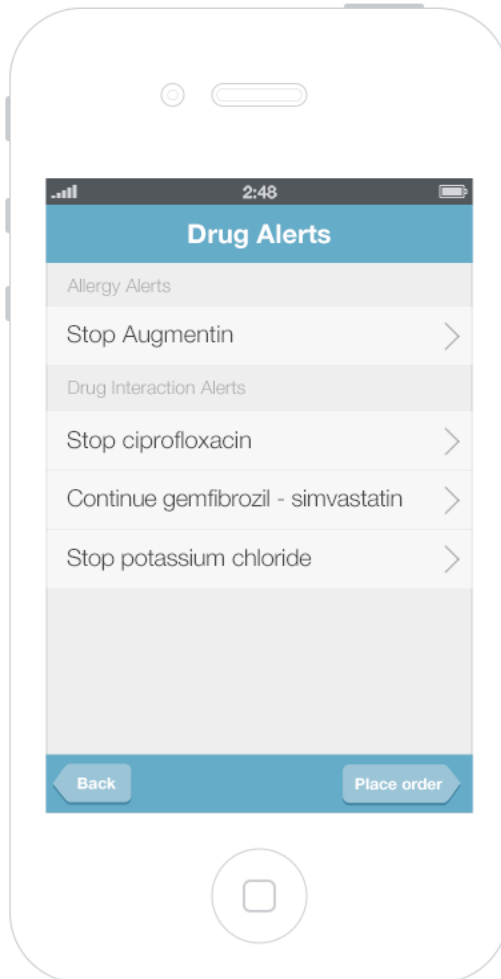 2:48
Drug Alerts
Allergy Alerts
Stop Augmentin
Drug Interaction Alerts
Stop ciprofloxacin
Continue gemfibrozil - simvastatin
Stop potassium chloride
Back
Place order